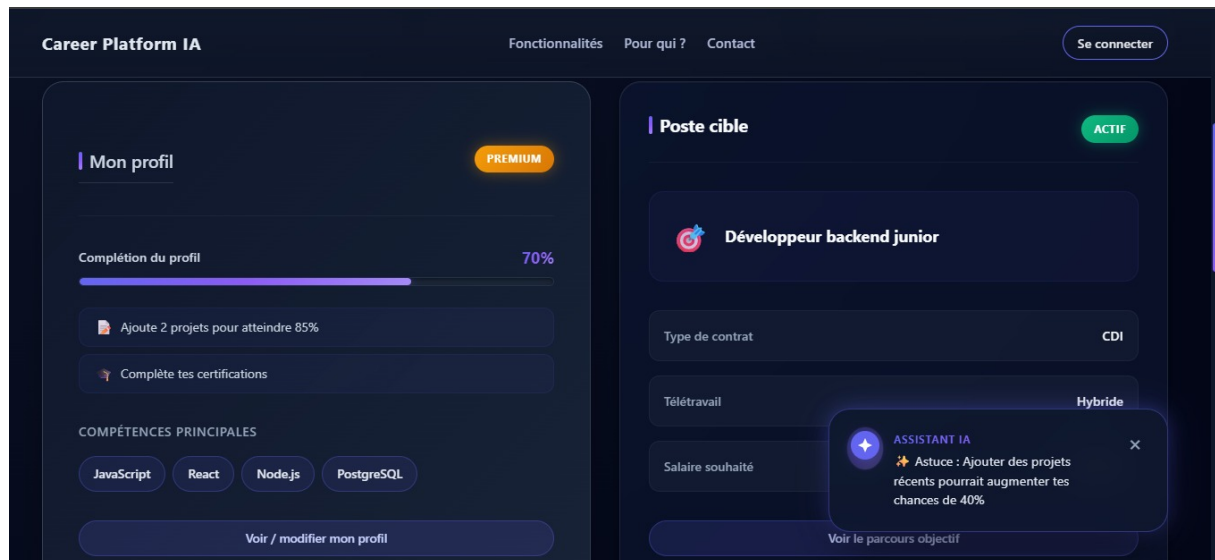 Career Platform IA
Fonctionnalités
Pour qui ?
Contact
Se connecter
Mon profil
PREMIUM
Complétion du profil
70%
Ajoute 2 projets pour atteindre 85%
Complète tes certifications
COMPÉTENCES PRINCIPALES
JavaScript
React
Node.js
PostgreSQL
Voir / modifier mon profil
Poste cible
ACTIF
Développeur backend junior
Type de contrat
CDI
Télétravail
Hybride
Salaire souhaité
Voir le parcours objectif
ASSISTANT IA
Astuce : Ajouter des projets
récents pourrait augmenter tes
chances de 40%